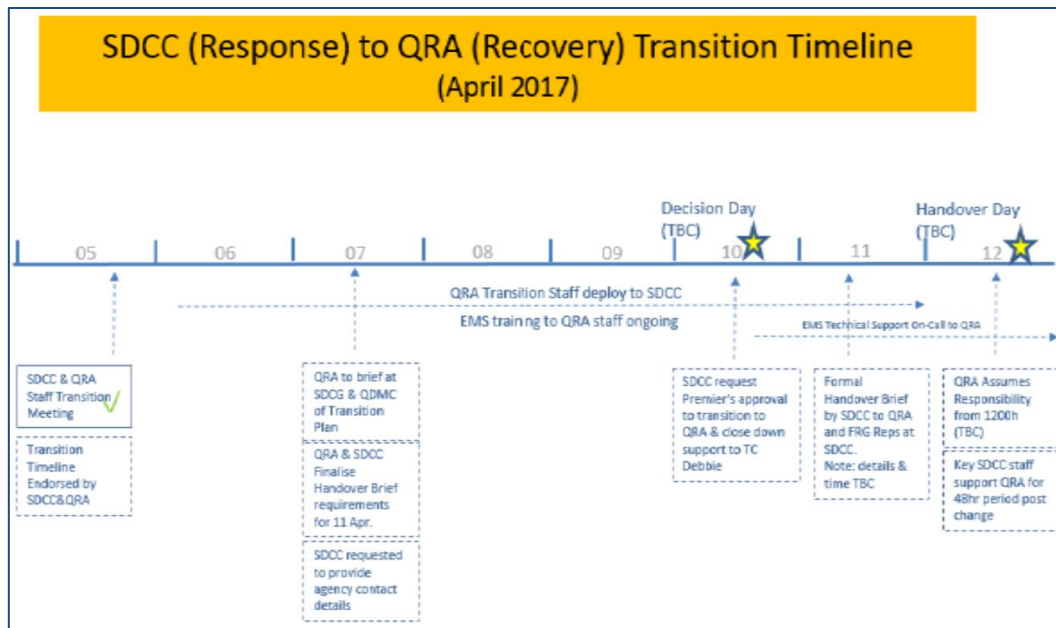 SDCC (Response) to QRA (Recovery) Transition Timeline
(April 2017)
Decision Day
(TBC)
Handover Day
(TBC)
05
06
07
08
09
10
11
12
QRA Transition Staff deploy to SDCC
EMS training to QRA staff ongoing
EMS Technical Support On-Call to QRA
SDCC & QRA
Staff Transition
Meeting
Transition
Timeline
Endorsed by
SDCC&QRA
QRA to brief at
SDCG & QDMC
of Transition
Plan
QRA & SDCC
Finalise
Handover Brief
requirements
for 11 Apr.
SDCC requested
to provide
agency contact
details
SDCC request
Premier's approval
to transition to
QRA & close down
support to TC
Debbie
Formal
Handover Brief
by SDCC to QRA
and FRG Reps at
SDCC.
Note: details &
time TBC
QRA Assumes
Responsibility
from 1200h
(TBC)
Key SDCC staff
support QRA for
48hr period post
change